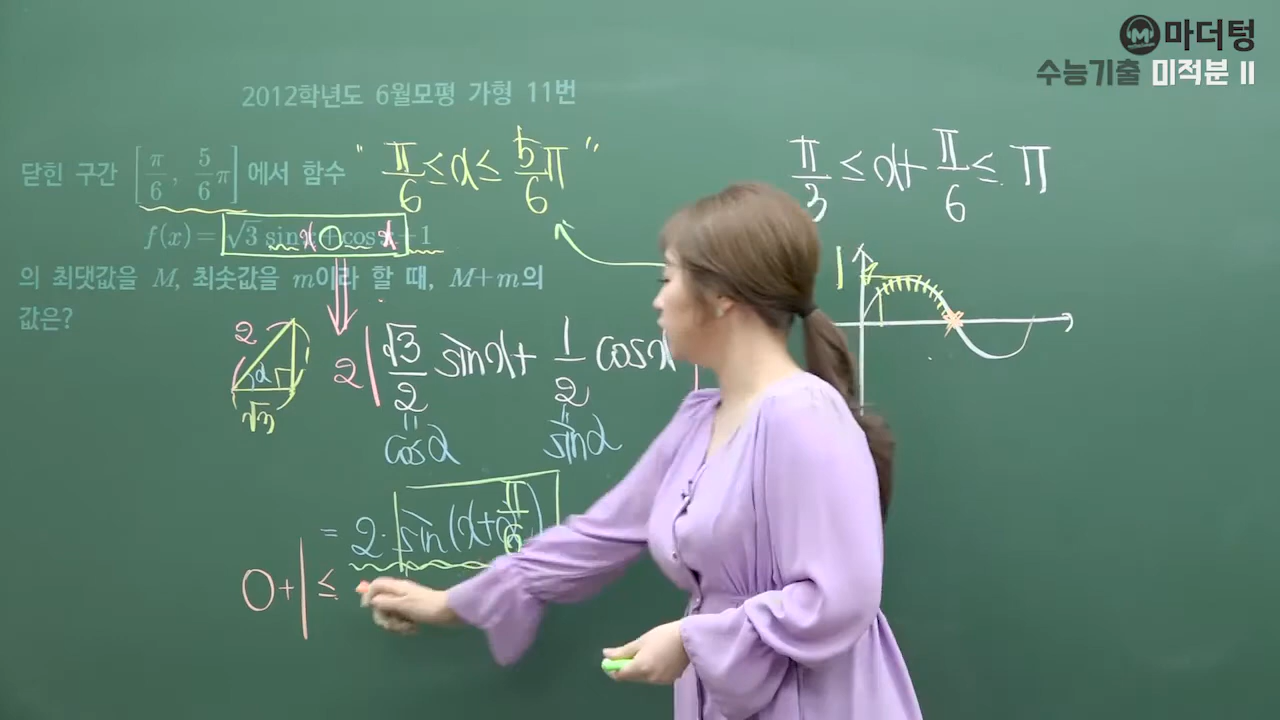 마더텅
수능기출 미적분 II
2012학년도 6월모평 가형 11번
닫힌 구간 [π/6, 5/6 π] 에서 함수
f(x) = √3 sin x + cos x + 1
의 최댓값을 M, 최솟값을 m이라 할 때, M+m의
값은?
" π/6 ≤ x ≤ 5/6 π "
π/3 ≤ x + π/6 ≤ π
1
2
α
√3
2 | √3/2 sin x + 1/2 cos x
= cos α
= sin α
= 2 · sin(x + π/6)
0 + 1 ≤